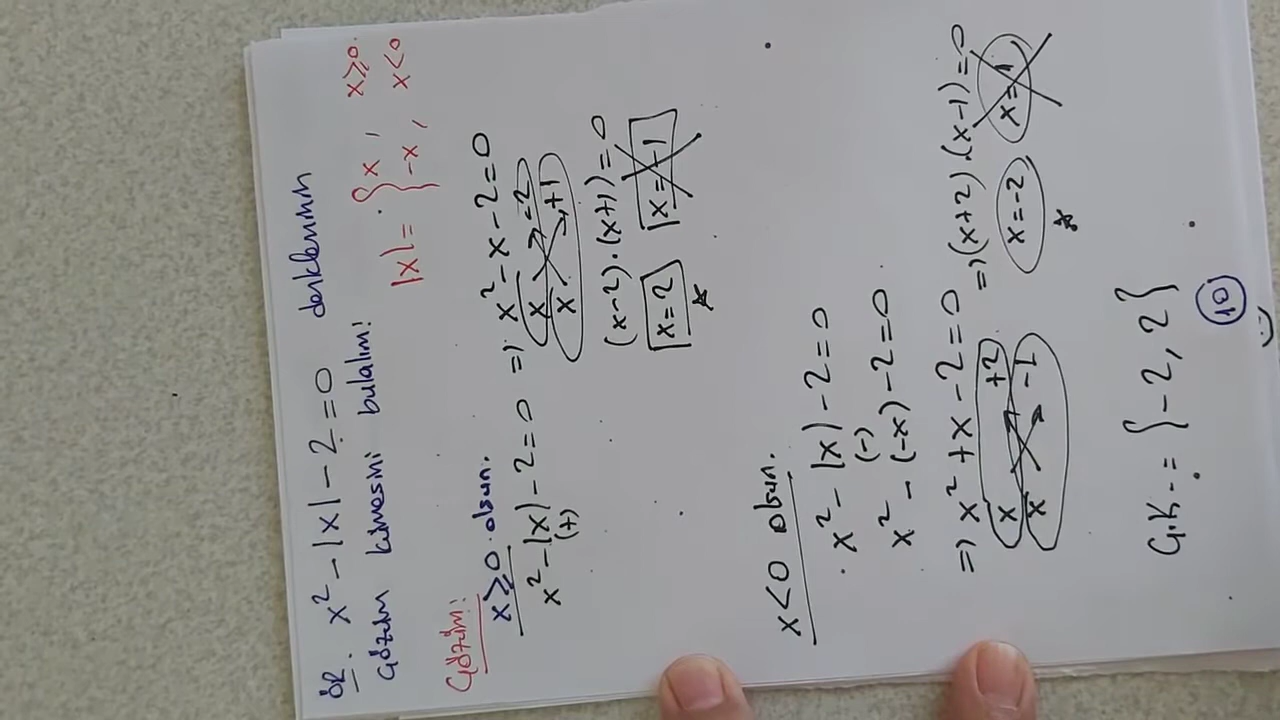 ÖR. x² - |x| - 2 = 0 denkleminin
Çözüm kümesini bulalım!
|x| = { x , x ≥ 0.
-x , x < 0
Çözüm:
x ≥ 0 olsun.
x² - |x| - 2 = 0 => x² - x - 2 = 0
(+)
x -2
x +1
(x-2).(x+1) = 0
x = 2 x = -1
x < 0 olsun.
x² - |x| - 2 = 0
(-)
x² - (-x) - 2 = 0
=> x² + x - 2 = 0 => (x+2).(x-1) = 0
x +2
x -1
x = -2 x = 1
Ç.K. = { -2, 2 }
10